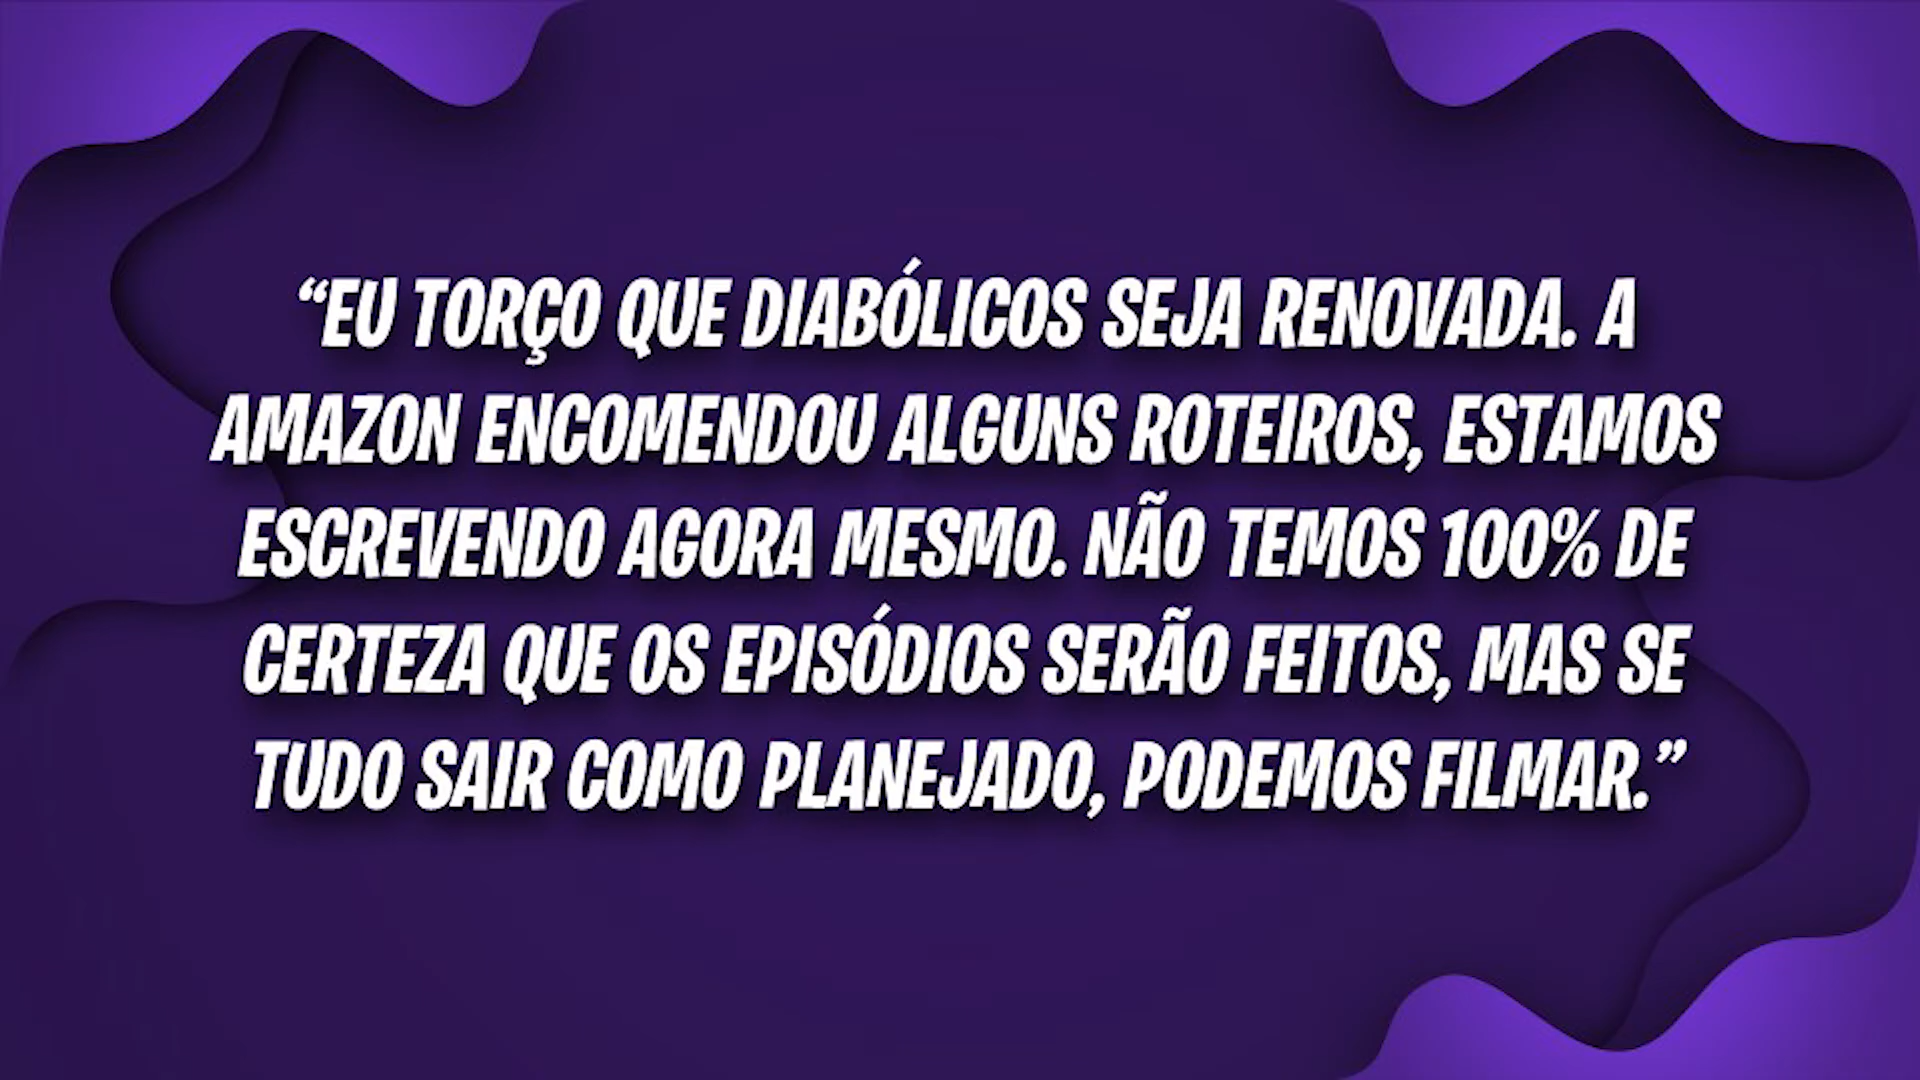 “EU TORÇO QUE DIABÓLICOS SEJA RENOVADA. A
AMAZON ENCOMENDOU ALGUNS ROTEIROS, ESTAMOS
ESCREVENDO AGORA MESMO. NÃO TEMOS 100% DE
CERTEZA QUE OS EPISÓDIOS SERÃO FEITOS, MAS SE
TUDO SAIR COMO PLANEJADO, PODEMOS FILMAR.”